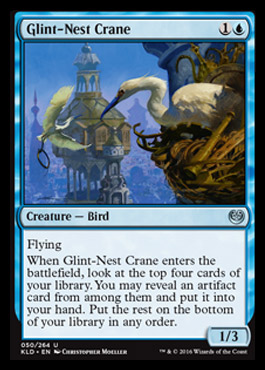 Glint-Nest Crane 1
Creature — Bird
Flying
When Glint-Nest Crane enters the
battlefield, look at the top four cards of
your library. You may reveal an artifact
card from among them and put it into
your hand. Put the rest on the bottom
of your library in any order.
1/3
050/264 U
KLD • EN Christopher Moeller ™ & © 2016 Wizards of the Coast